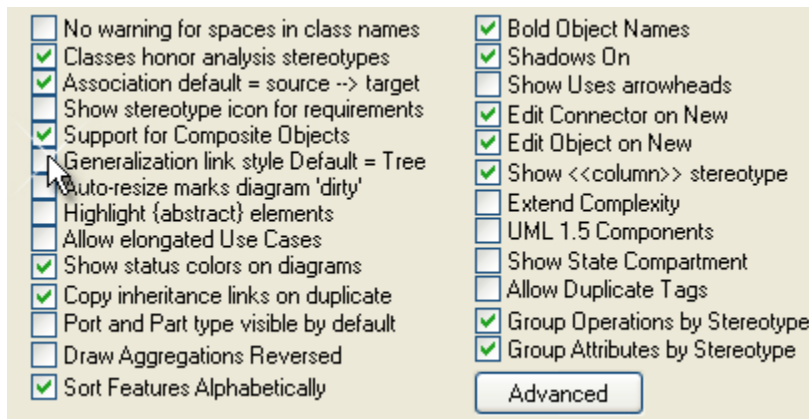 No warning for spaces in class names
Classes honor analysis stereotypes
Association default = source --> target
Show stereotype icon for requirements
Support for Composite Objects
Generalization link style Default = Tree
Auto-resize marks diagram 'dirty'
Highlight {abstract} elements
Allow elongated Use Cases
Show status colors on diagrams
Copy inheritance links on duplicate
Port and Part type visible by default
Draw Aggregations Reversed
Sort Features Alphabetically
Bold Object Names
Shadows On
Show Uses arrowheads
Edit Connector on New
Edit Object on New
Show <<column>> stereotype
Extend Complexity
UML 1.5 Components
Show State Compartment
Allow Duplicate Tags
Group Operations by Stereotype
Group Attributes by Stereotype
Advanced